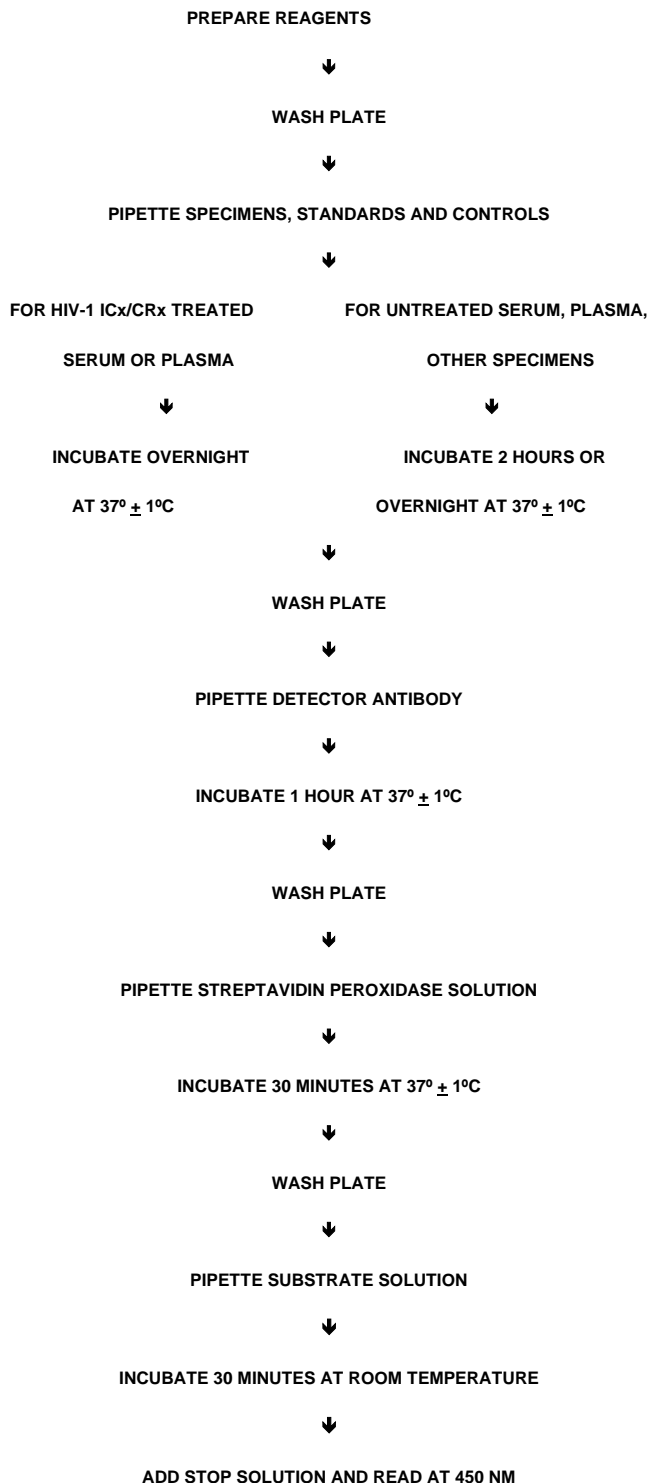 PREPARE REAGENTS
WASH PLATE
PIPETTE SPECIMENS, STANDARDS AND CONTROLS
FOR HIV-1 ICx/CRx TREATED
SERUM OR PLASMA
INCUBATE OVERNIGHT
AT 37º ± 1ºC
FOR UNTREATED SERUM, PLASMA,
OTHER SPECIMENS
INCUBATE 2 HOURS OR
OVERNIGHT AT 37º ± 1ºC
WASH PLATE
PIPETTE DETECTOR ANTIBODY
INCUBATE 1 HOUR AT 37º ± 1ºC
WASH PLATE
PIPETTE STREPTAVIDIN PEROXIDASE SOLUTION
INCUBATE 30 MINUTES AT 37º ± 1ºC
WASH PLATE
PIPETTE SUBSTRATE SOLUTION
INCUBATE 30 MINUTES AT ROOM TEMPERATURE
ADD STOP SOLUTION AND READ AT 450 NM